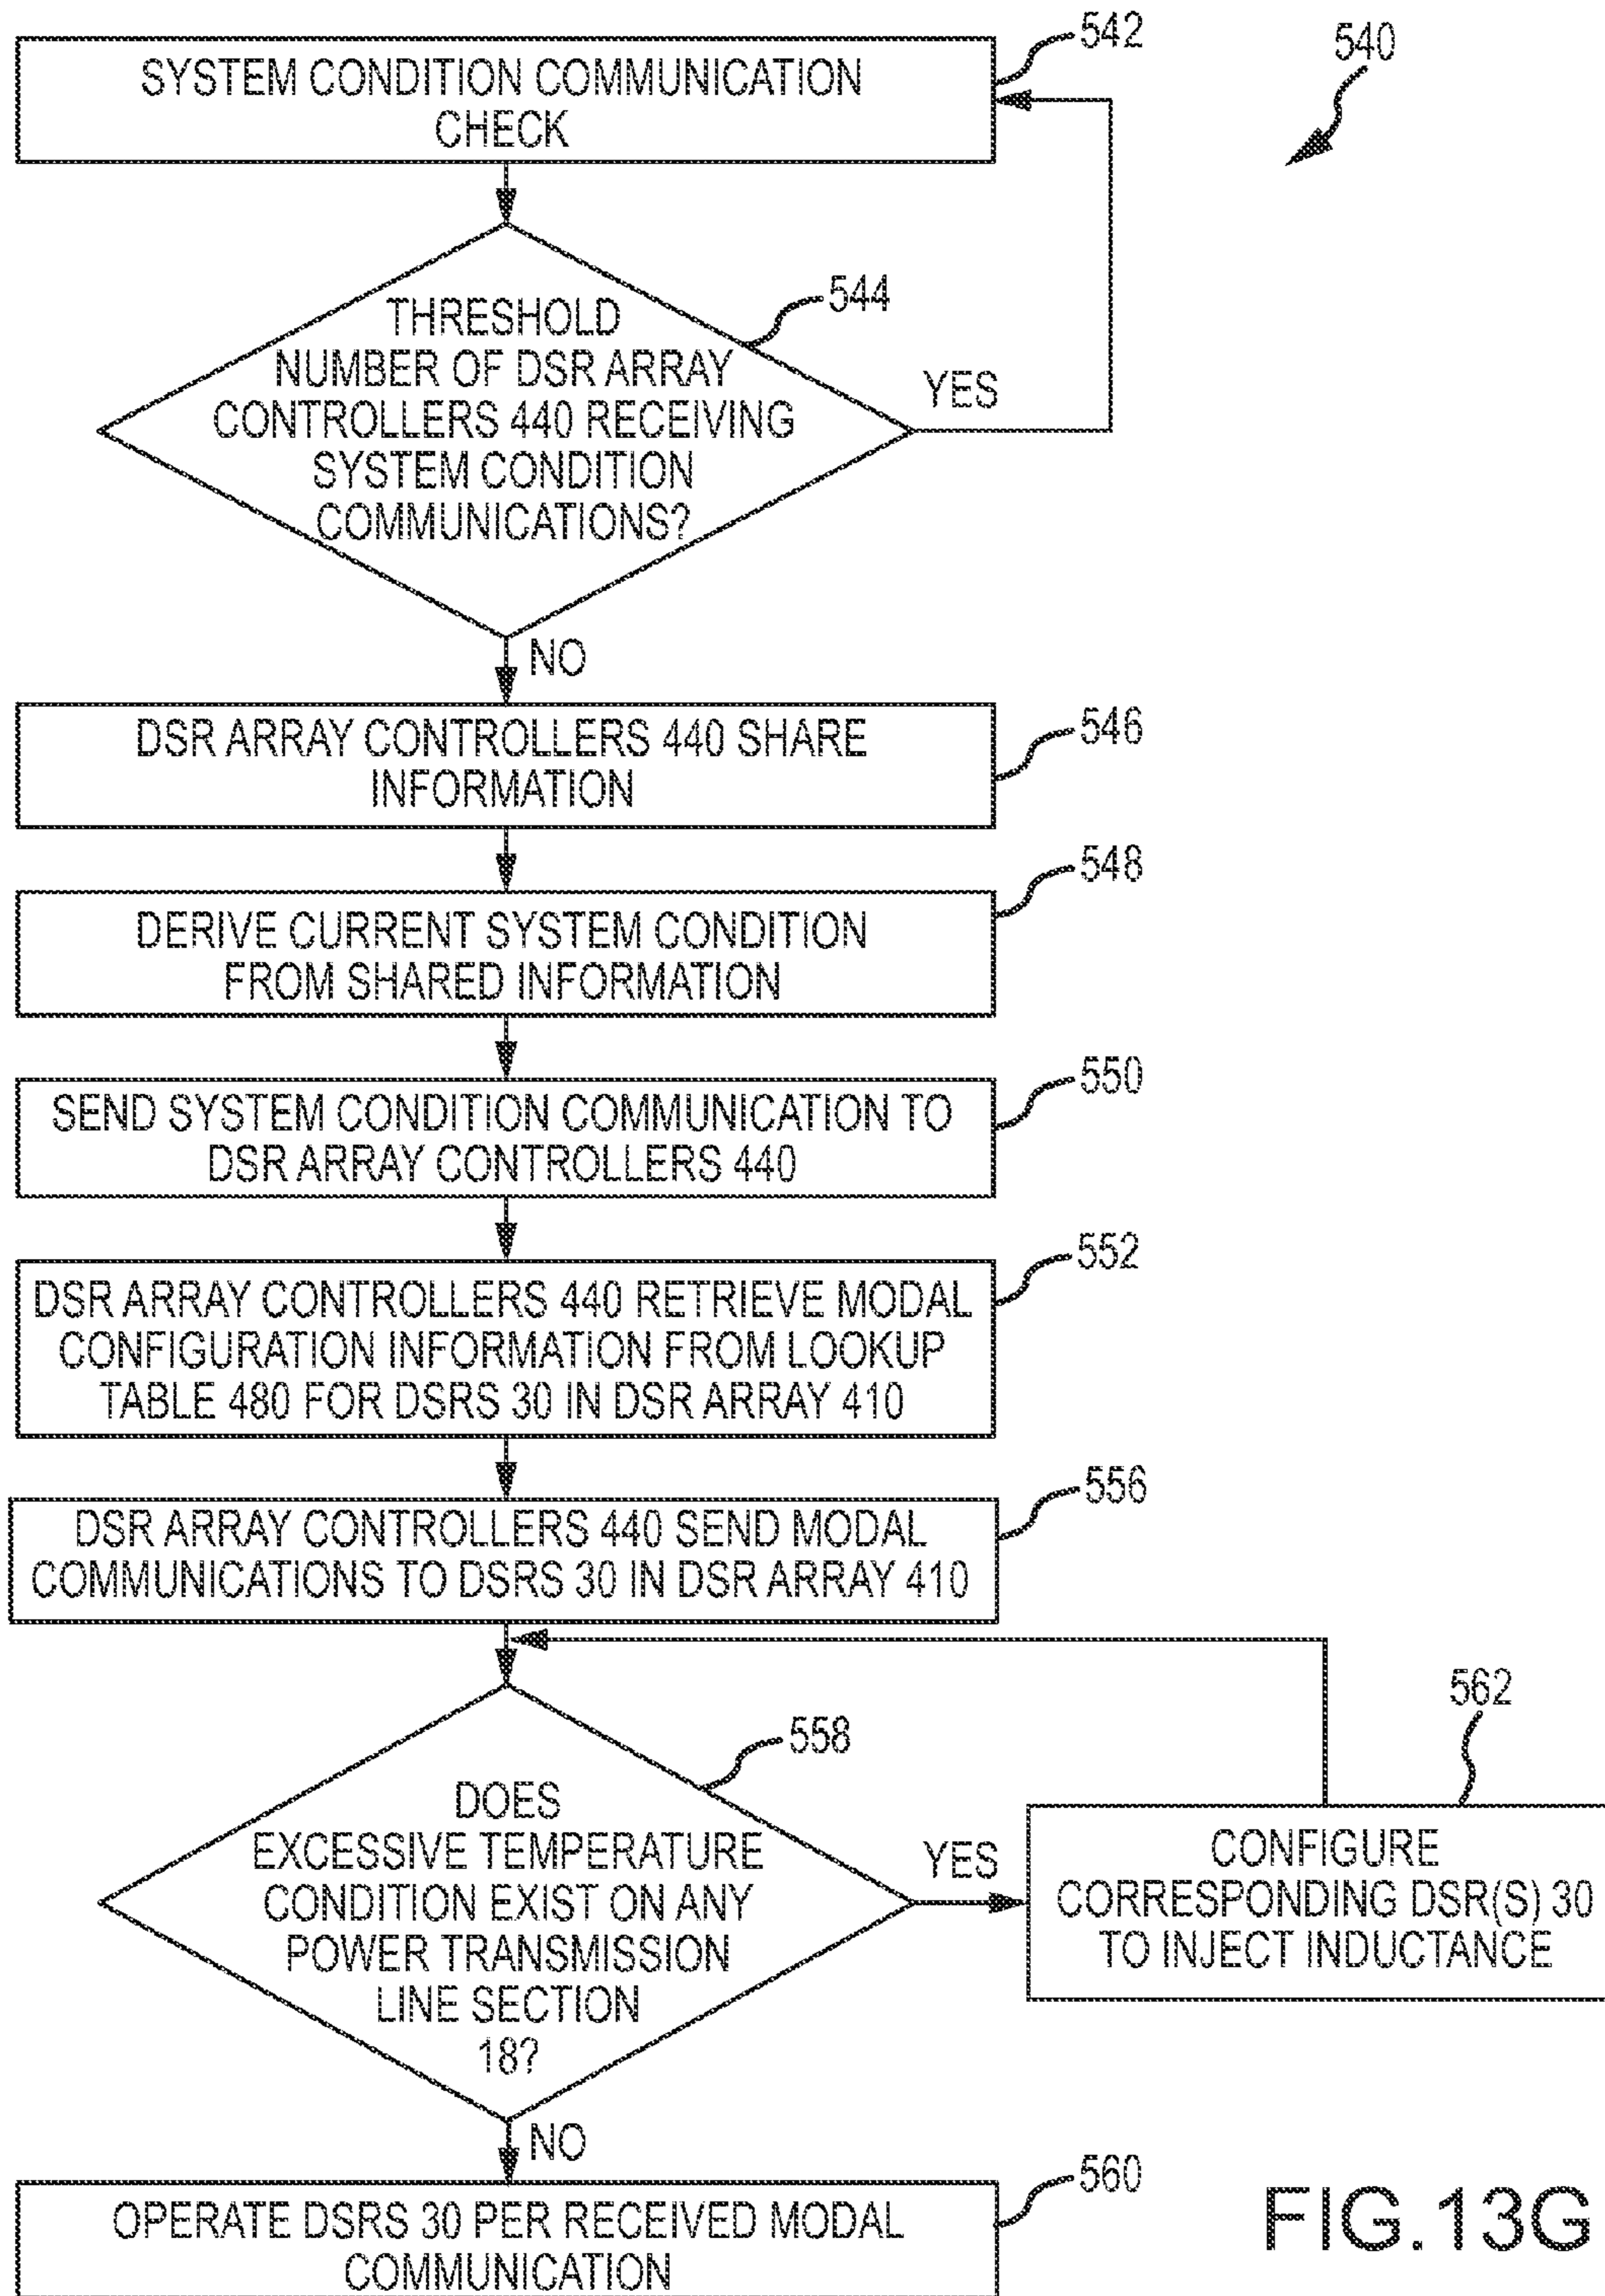 542
540
SYSTEM CONDITION COMMUNICATION
CHECK
544
THRESHOLD
NUMBER OF DSR ARRAY
CONTROLLERS 440 RECEIVING
SYSTEM CONDITION
COMMUNICATIONS?
YES
NO
546
DSR ARRAY CONTROLLERS 440 SHARE
INFORMATION
548
DERIVE CURRENT SYSTEM CONDITION
FROM SHARED INFORMATION
550
SEND SYSTEM CONDITION COMMUNICATION TO
DSR ARRAY CONTROLLERS 440
552
DSR ARRAY CONTROLLERS 440 RETRIEVE MODAL
CONFIGURATION INFORMATION FROM LOOKUP
TABLE 480 FOR DSRS 30 IN DSR ARRAY 410
556
DSR ARRAY CONTROLLERS 440 SEND MODAL
COMMUNICATIONS TO DSRS 30 IN DSR ARRAY 410
558
DOES
EXCESSIVE TEMPERATURE
CONDITION EXIST ON ANY
POWER TRANSMISSION
LINE SECTION
18?
YES
562
CONFIGURE
CORRESPONDING DSR(S) 30
TO INJECT INDUCTANCE
NO
560
OPERATE DSRS 30 PER RECEIVED MODAL
COMMUNICATION
FIG.13G